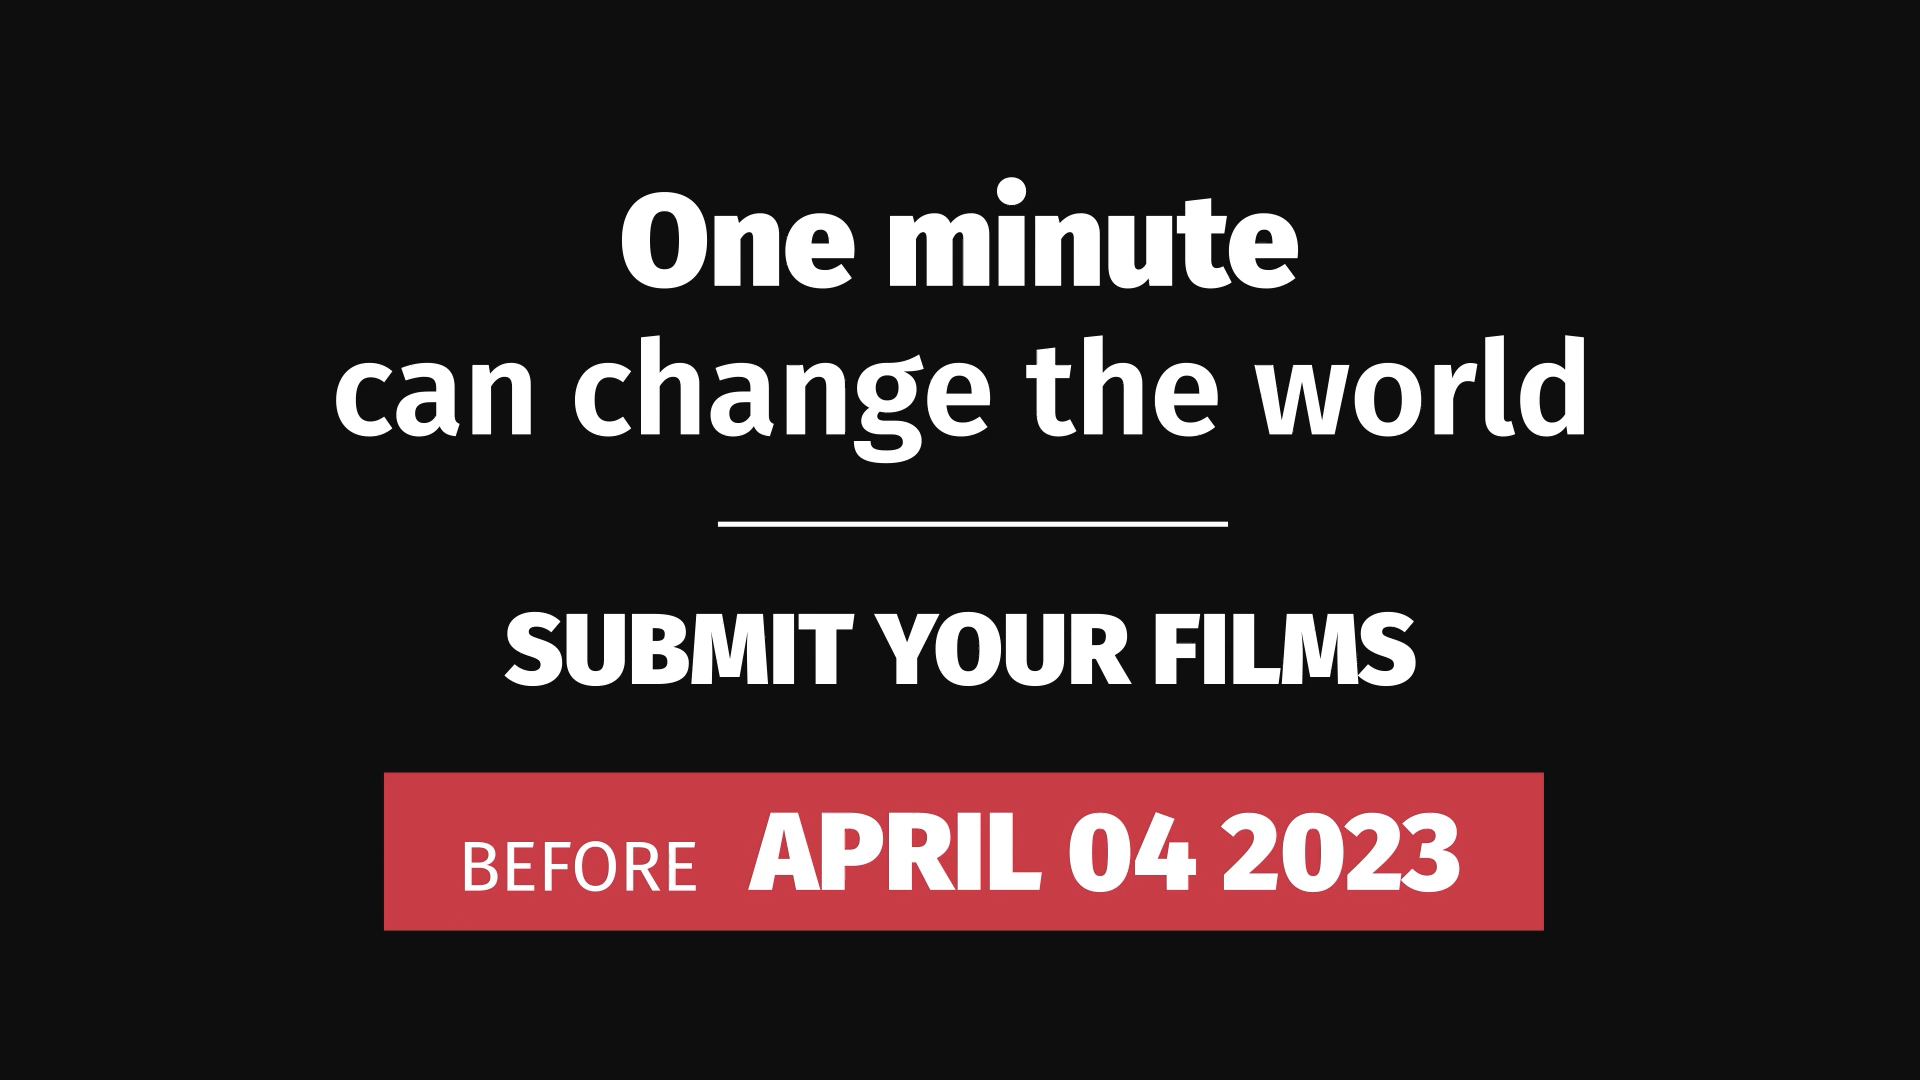 One minute
can change the world
SUBMIT YOUR FILMS
BEFORE APRIL 04 2023